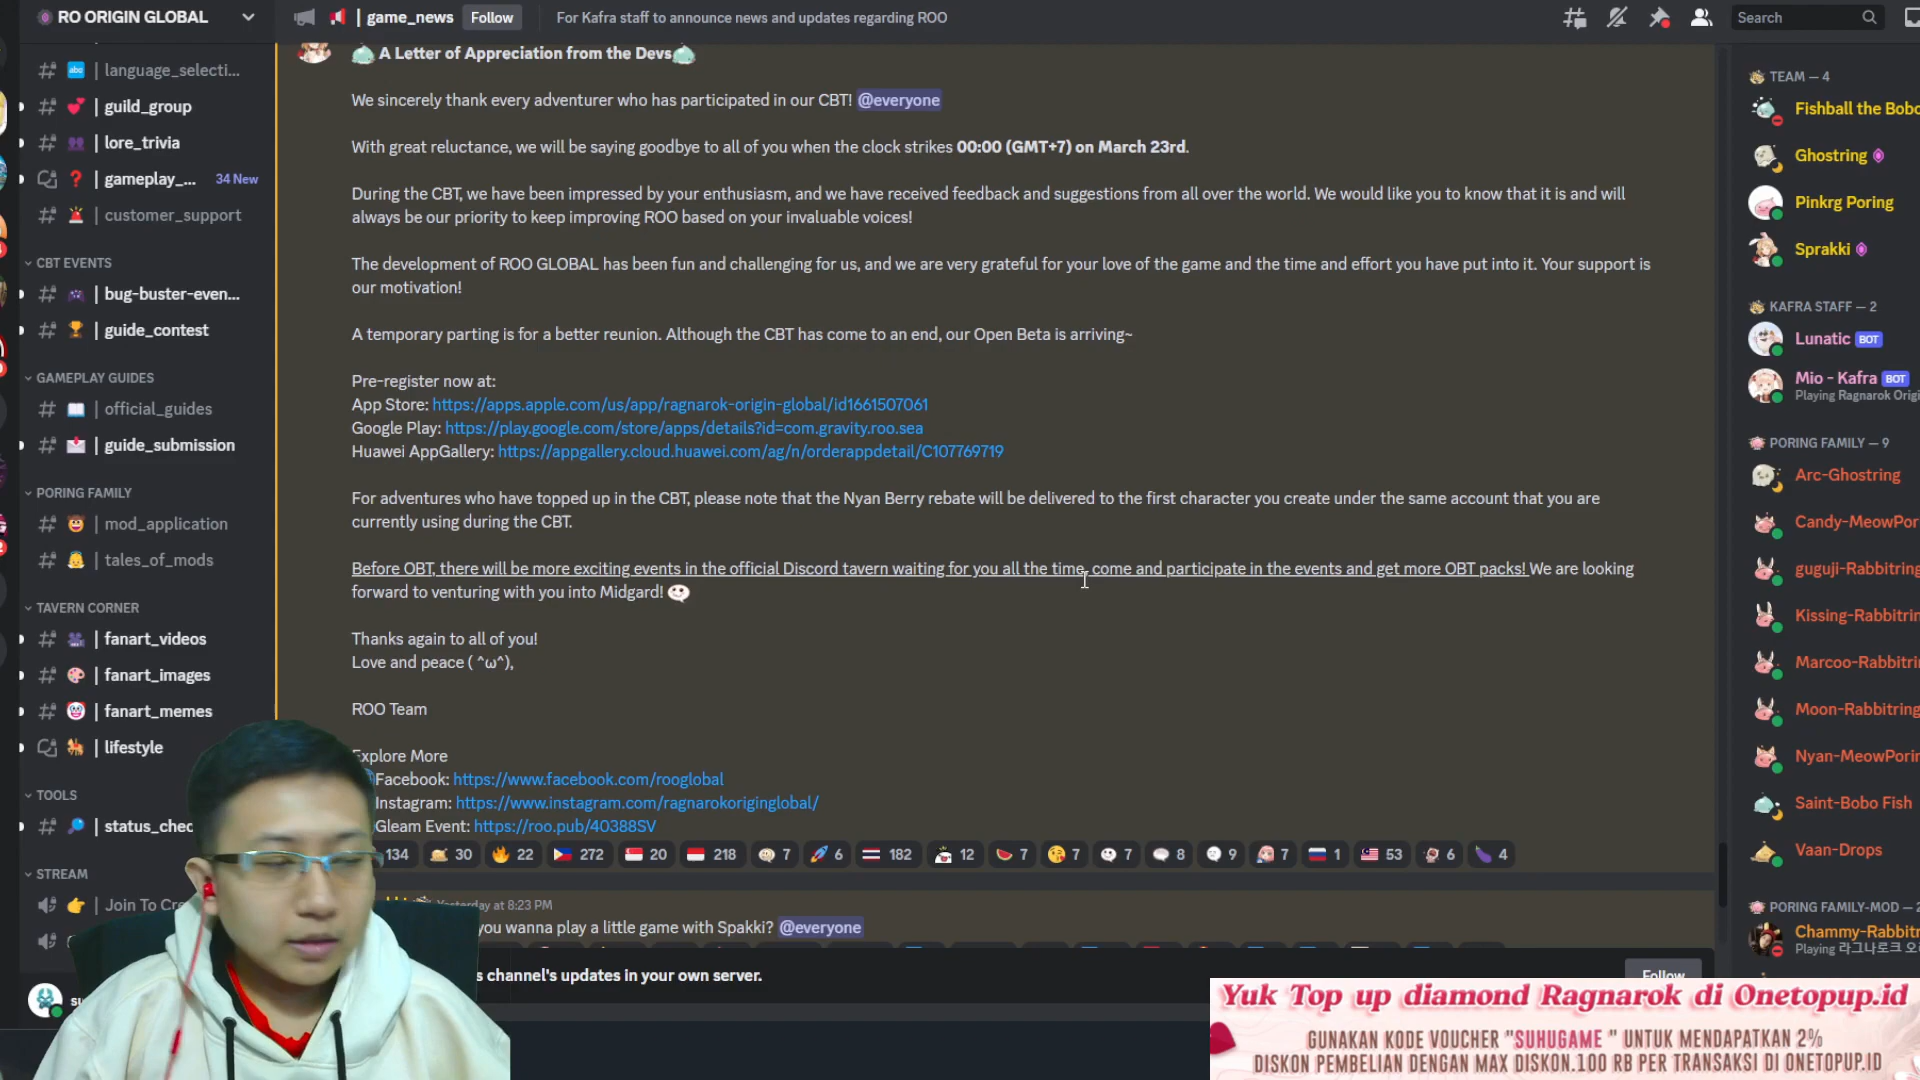 RO ORIGIN GLOBAL
| game_news
Follow
For Kafra staff to announce news and updates regarding ROO
Search
| language_selecti...
| guild_group
| lore_trivia
| gameplay_... 34 New
| customer_support
CBT EVENTS
| bug-buster-even...
| guide_contest
GAMEPLAY GUIDES
| official_guides
| guide_submission
PORING FAMILY
| mod_application
| tales_of_mods
TAVERN CORNER
| fanart_videos
| fanart_images
| fanart_memes
| lifestyle
TOOLS
| status_chec
STREAM
| Join To Cre
su
A Letter of Appreciation from the Devs
We sincerely thank every adventurer who has participated in our CBT! @everyone
With great reluctance, we will be saying goodbye to all of you when the clock strikes 00:00 (GMT+7) on March 23rd.
During the CBT, we have been impressed by your enthusiasm, and we have received feedback and suggestions from all over the world. We would like you to know that it is and will
always be our priority to keep improving ROO based on your invaluable voices!
The development of ROO GLOBAL has been fun and challenging for us, and we are very grateful for your love of the game and the time and effort you have put into it. Your support is
our motivation!
A temporary parting is for a better reunion. Although the CBT has come to an end, our Open Beta is arriving~
Pre-register now at:
App Store: https://apps.apple.com/us/app/ragnarok-origin-global/id1661507061
Google Play: https://play.google.com/store/apps/details?id=com.gravity.roo.sea
Huawei AppGallery: https://appgallery.cloud.huawei.com/ag/n/orderappdetail/C107769719
For adventures who have topped up in the CBT, please note that the Nyan Berry rebate will be delivered to the first character you create under the same account that you are
currently using during the CBT.
Before OBT, there will be more exciting events in the official Discord tavern waiting for you all the time, come and participate in the events and get more OBT packs! We are looking
forward to venturing with you into Midgard!
Thanks again to all of you!
Love and peace ( ^ω^),
ROO Team
Explore More
Facebook: https://www.facebook.com/rooglobal
Instagram: https://www.instagram.com/ragnarokoriginglobal/
Gleam Event: https://roo.pub/40388SV
134 30 22 272 20 218 7 6 182 12 7 7 7 8 9 7 1 53 6 4
Yesterday at 8:23 PM
you wanna play a little game with Spakki? @everyone
s channel's updates in your own server.
Follow
TEAM — 4
Fishball the Bobo
Ghostring
Pinkrg Poring
Sprakki
KAFRA STAFF — 2
Lunatic BOT
Mio - Kafra BOT
Playing Ragnarok Origi
PORING FAMILY — 9
Arc-Ghostring
Candy-MeowPor
guguji-Rabbitring
Kissing-Rabbitri
Marcoo-Rabbitri
Moon-Rabbitring
Nyan-MeowPorin
Saint-Bobo Fish
Vaan-Drops
PORING FAMILY-MOD — 2
Chammy-Rabbitr
Playing 라그나로크 오
Yuk Top up diamond Ragnarok di Onetopup.id
GUNAKAN KODE VOUCHER "SUHUGAME " UNTUK MENDAPATKAN 2%
DISKON PEMBELIAN DENGAN MAX DISKON.100 RB PER TRANSAKSI DI ONETOPUP.ID